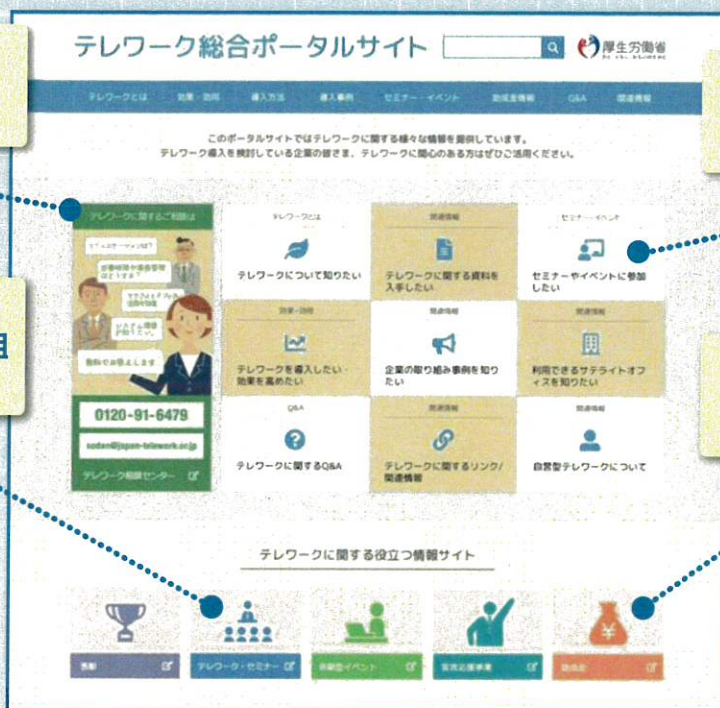 テレワーク総合ポータルサイト
厚生労働省
テレワークとは 効果・効用 導入方法 導入事例 セミナー・イベント 助成金情報 Q&A 関連情報
このポータルサイトではテレワークに関する様々な情報を提供しています。
テレワーク導入を検討している企業の皆さま、テレワークに関心のある方はぜひご活用ください。
テレワークに関するご相談は
無料でお答えします
0120-91-6479
sodan@japan-telework.or.jp
テレワーク相談センター
テレワークとは
テレワークについて知りたい
関連情報
テレワークに関する資料を
入手したい
セミナー・イベント
セミナーやイベントに参加
したい
効果・効用
テレワークを導入したい・
効果を高めたい
関連情報
企業の取り組み事例を知り
たい
関連情報
利用できるサテライトオフ
ィスを知りたい
Q&A
テレワークに関するQ&A
関連情報
テレワークに関するリンク/
関連情報
関連情報
自営型テレワークについて
テレワークに関する役立つ情報サイト
表彰
テレワーク・セミナー
体験型イベント
助成金
組